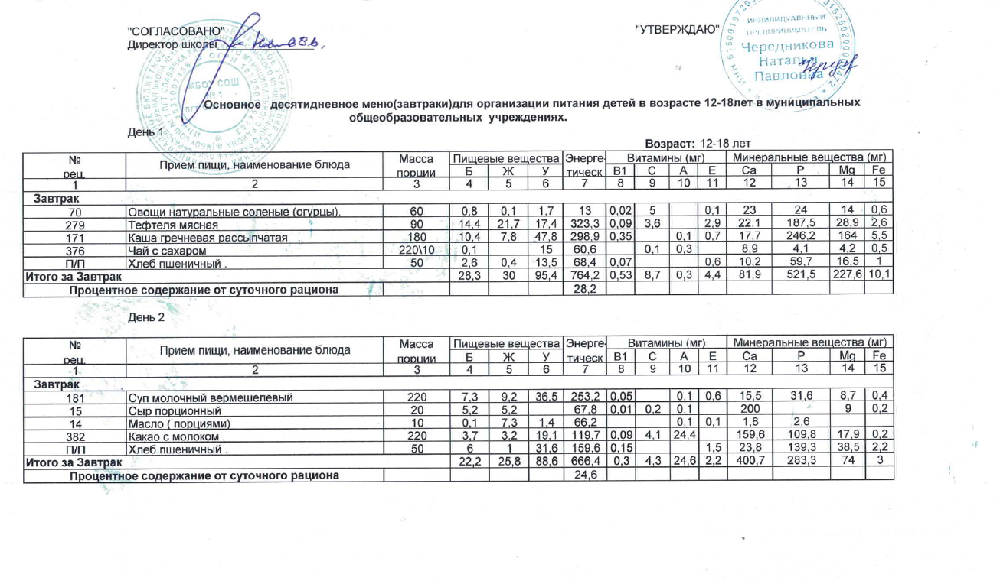 "СОГЛАСОВАНО"
Директор школы
"УТВЕРЖДАЮ"
ИНДИВИДУАЛЬНЫЙ
ПРЕДПРИНИМАТЕЛЬ
Чередникова
Наталья
Павловна
МБОУ СОШ
№ 1
Основное десятидневное меню(завтраки)для организации питания детей в возрасте 12-18лет в муниципальных
общеобразовательных учреждениях.
День 1
Возраст: 12-18 лет
№ рец. Прием пищи, наименование блюда Масса порции Пищевые вещества Энерге- тическ Витамины (мг) Минеральные вещества (мг)
Б Ж У В1 С А Е Са Р Mg Fe
1 2 3 4 5 6 7 8 9 10 11 12 13 14 15
Завтрак
70 Овощи натуральные соленые (огурцы). 60 0,8 0,1 1,7 13 0,02 5 0,1 23 24 14 0,6
279 Тефтеля мясная 90 14,4 21,7 17,4 323,3 0,09 3,6 2,9 22,1 187,5 28,9 2,6
171 Каша гречневая рассыпчатая 180 10,4 7,8 47,8 298,9 0,35 0,1 0,7 17,7 246,2 164 5,5
376 Чай с сахаром 220\10 0,1 15 60,6 0,1 0,3 8,9 4,1 4,2 0,5
П/П Хлеб пшеничный . 50 2,6 0,4 13,5 68,4 0,07 0,6 10,2 59,7 16,5 1
Итого за Завтрак 28,3 30 95,4 764,2 0,53 8,7 0,3 4,4 81,9 521,5 227,6 10,1
Процентное содержание от суточного рациона 28,2
День 2
№ рец. Прием пищи, наименование блюда Масса порции Пищевые вещества Энерге- тическ Витамины (мг) Минеральные вещества (мг)
Б Ж У В1 С А Е Са Р Mg Fe
1 2 3 4 5 6 7 8 9 10 11 12 13 14 15
Завтрак
181 Суп молочный вермешелевый 220 7,3 9,2 36,5 253,2 0,05 0,1 0,6 15,5 31,6 8,7 0,4
15 Сыр порционный 20 5,2 5,2 67,8 0,01 0,2 0,1 200 9 0,2
14 Масло ( порциями) 10 0,1 7,3 1,4 66,2 0,1 0,1 1,8 2,6
382 Какао с молоком . 220 3,7 3,2 19,1 119,7 0,09 4,1 24,4 159,6 109,8 17,9 0,2
П/П Хлеб пшеничный . 50 6 1 31,6 159,6 0,15 1,5 23,8 139,3 38,5 2,2
Итого за Завтрак 22,2 25,8 88,6 666,4 0,3 4,3 24,6 2,2 400,7 283,3 74 3
Процентное содержание от суточного рациона 24,6